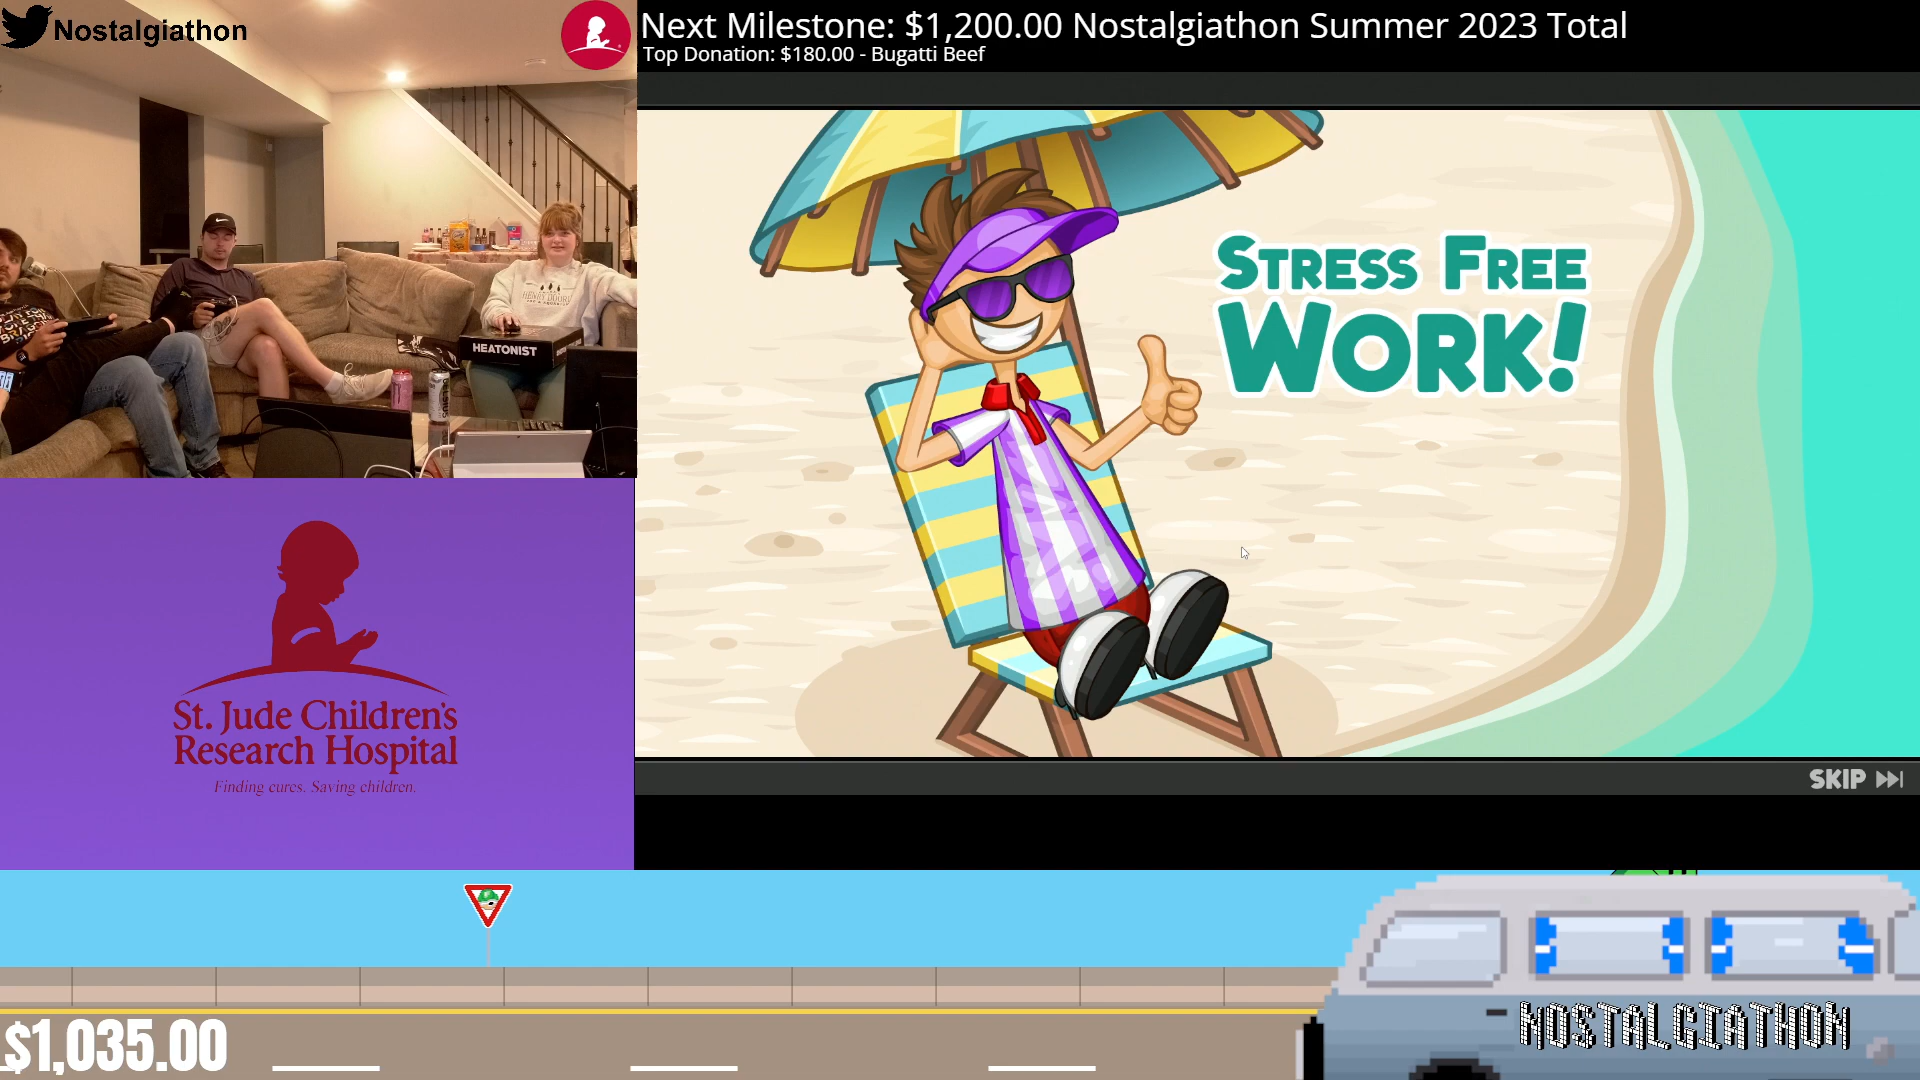 Nostalgiathon
Next Milestone: $1,200.00 Nostalgiathon Summer 2023 Total
Top Donation: $180.00 - Bugatti Beef
STRESS FREE
WORK!
HEATONIST
St. Jude Children's
Research Hospital
Finding cures. Saving children.
SKIP
$1,035.00
NOSTALGIATHON